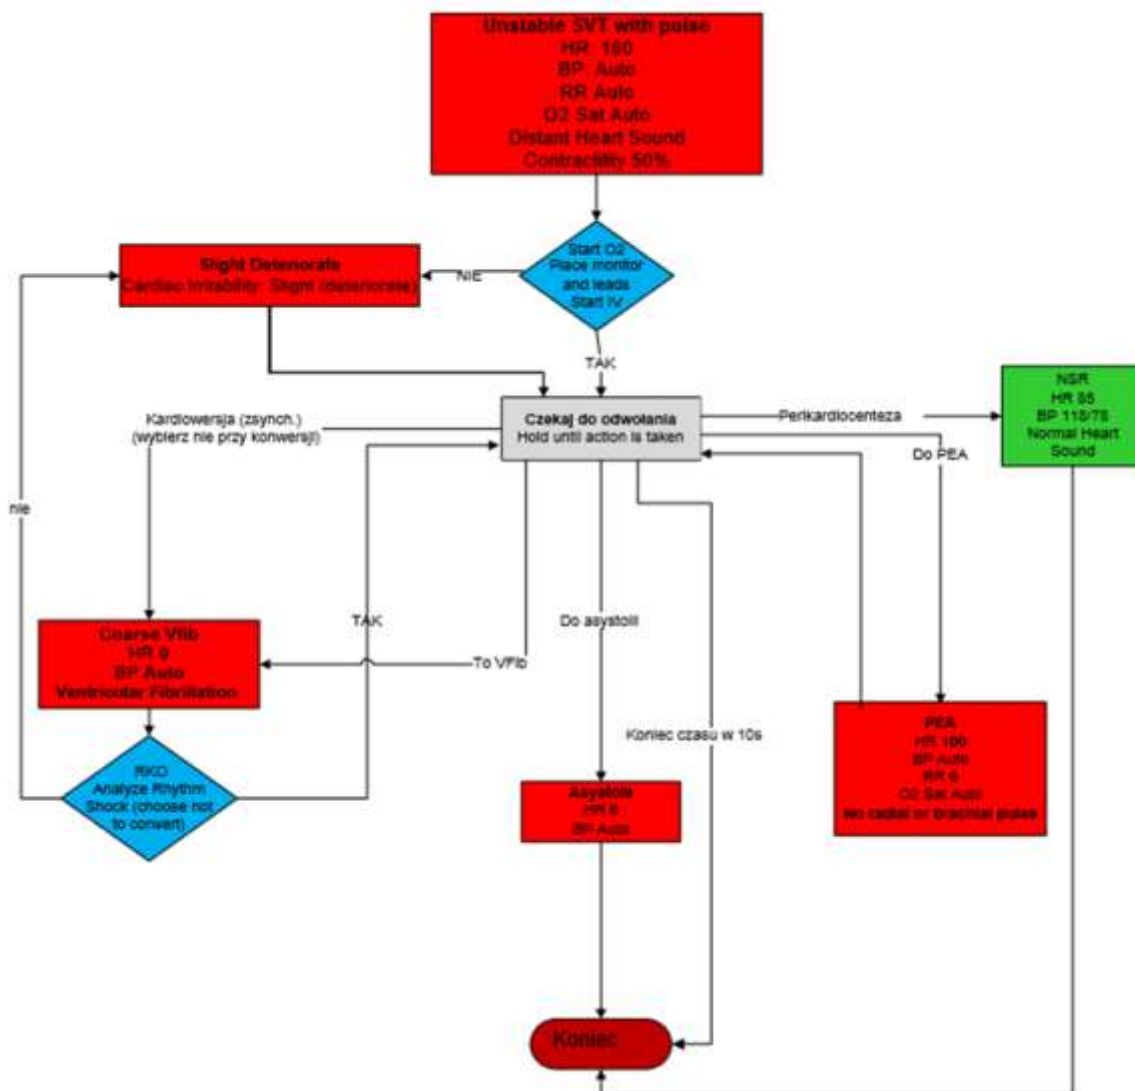 Unstable SVT with pulse
HR 180
BP Auto
RR Auto
O2 Sat Auto
Distant Heart Sound
Contractility 50%
Start O2
Place monitor
and leads
Start IV
Slight Deteriorate
Cardiac Irritability: Slight (deteriorate)
NIE
TAK
NSR
HR 85
BP 118/78
Normal Heart
Sound
Kardiowersja (zsynch.)
(wybierz nie przy konwersji)
Czekaj do odwołania
Hold until action is taken
Perikardiocenteza
Do PEA
nie
TAK
Do asystolii
Coarse Vfib
HR 0
BP Auto
Ventricular Fibrillation
To VFib
Koniec czasu w 10s
PEA
HR 100
BP Auto
RR 0
O2 Sat Auto
No radial or brachial pulse
RKO
Analyze Rhythm
Shock (choose not
to convert)
Asystole
HR 0
BP Auto
Koniec